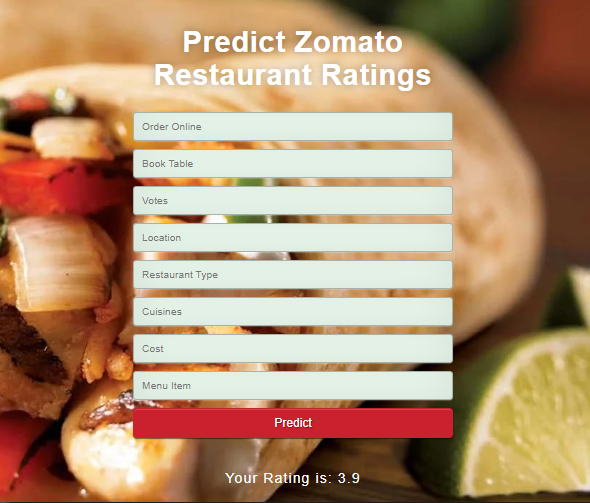 Predict Zomato
Restaurant Ratings
Order Online
Book Table
Votes
Location
Restaurant Type
Cuisines
Cost
Menu Item
Predict
Your Rating is: 3.9